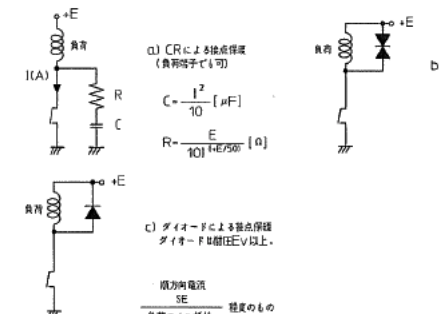 +E
負荷
I(A)
R
C
a) CRによる接点保護
(負荷端子でも可)
C=I²/10 [μF]
R=E/10I^(1+E/50) [Ω]
+E
負荷
b
+E
負荷
c) ダイオードによる接点保護
ダイオードは耐圧Ev以上.
順方向電流
SE
程度のもの